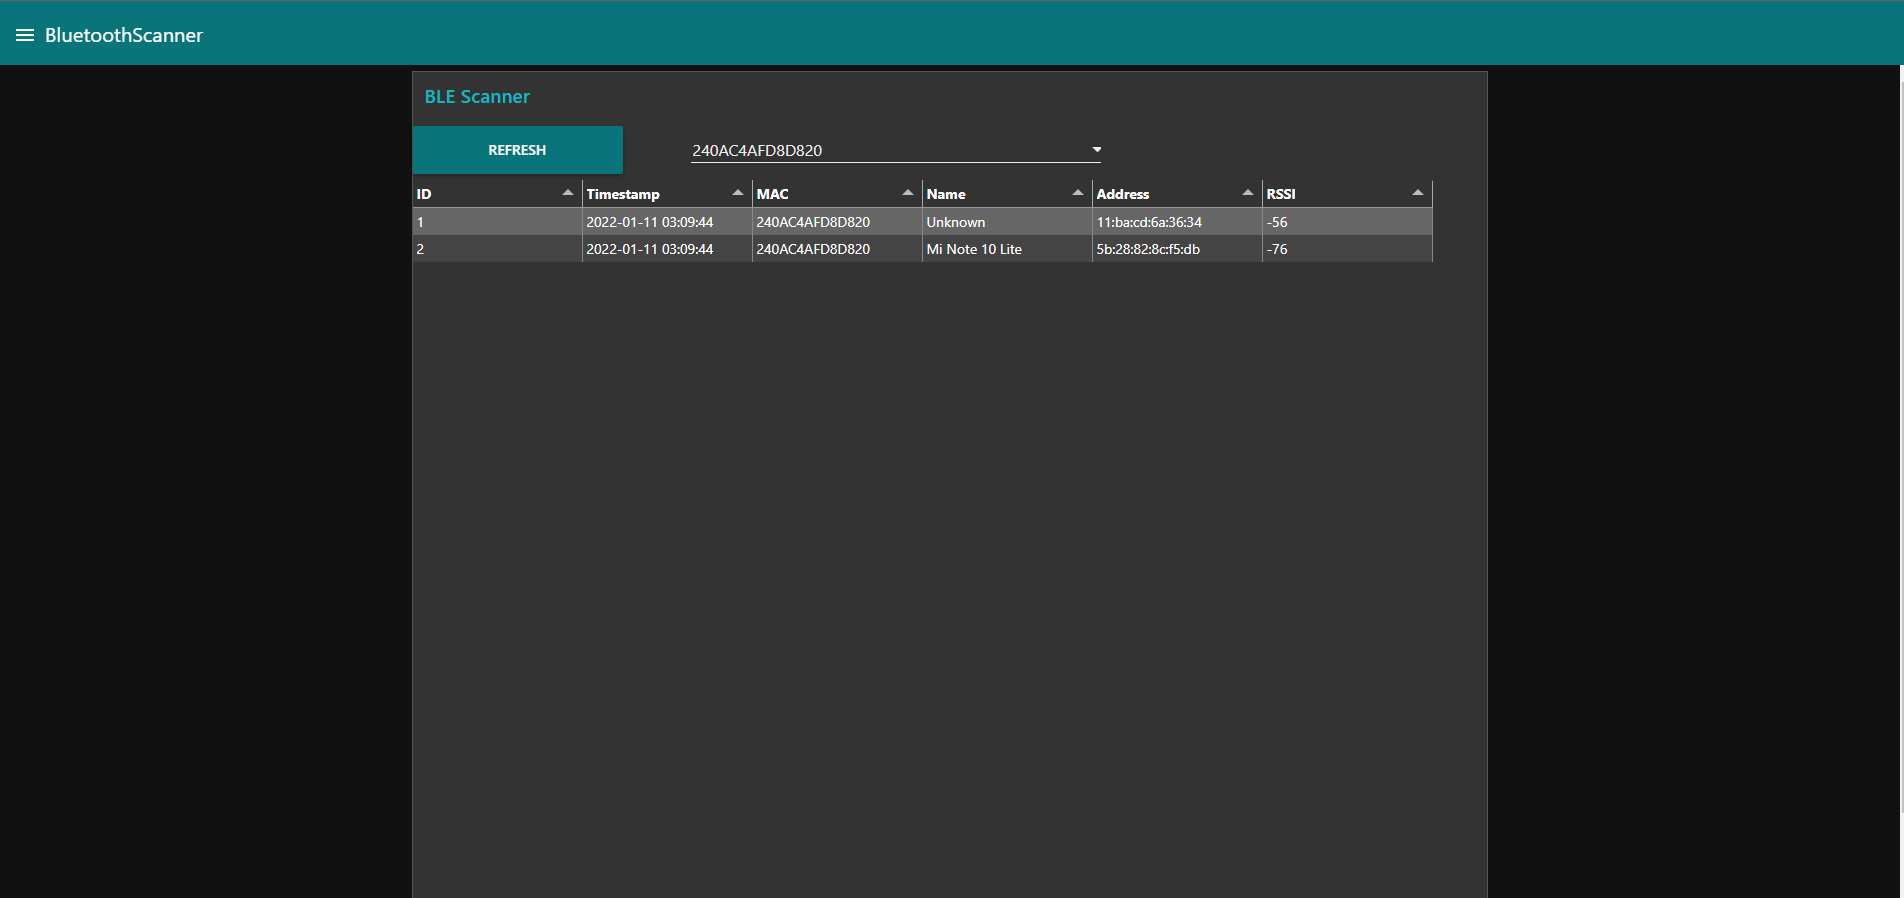 BluetoothScanner
BLE Scanner
REFRESH 240AC4AFD8D820
ID Timestamp MAC Name Address RSSI
1 2022-01-11 03:09:44 240AC4AFD8D820 Unknown 11:ba:cd:6a:36:34 -56
2 2022-01-11 03:09:44 240AC4AFD8D820 Mi Note 10 Lite 5b:28:82:8c:f5:db -76